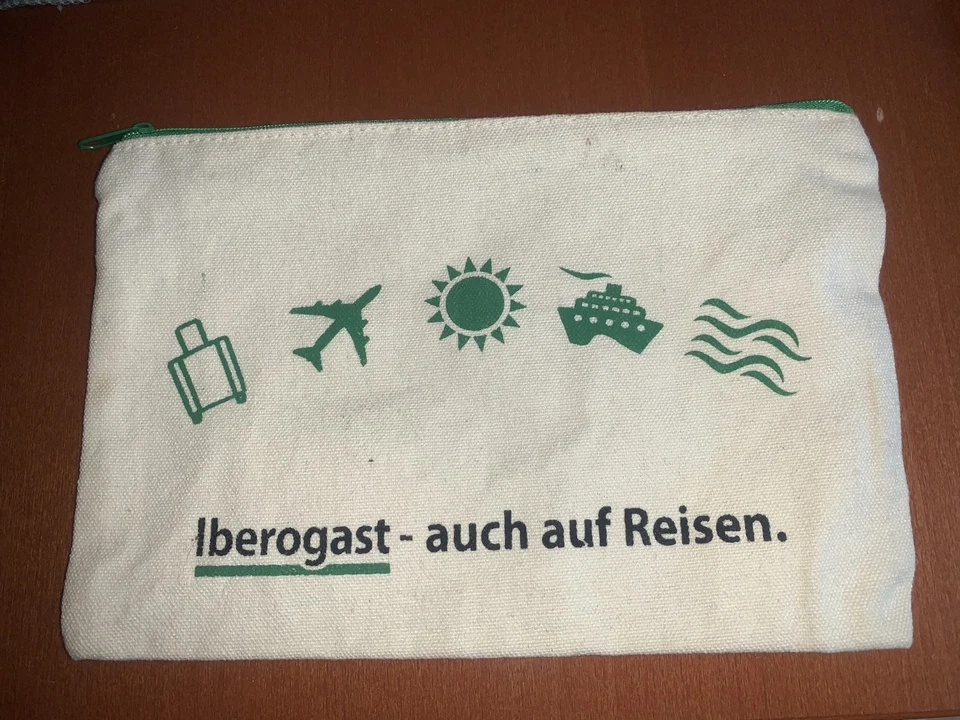 Iberogast - auch auf Reisen.